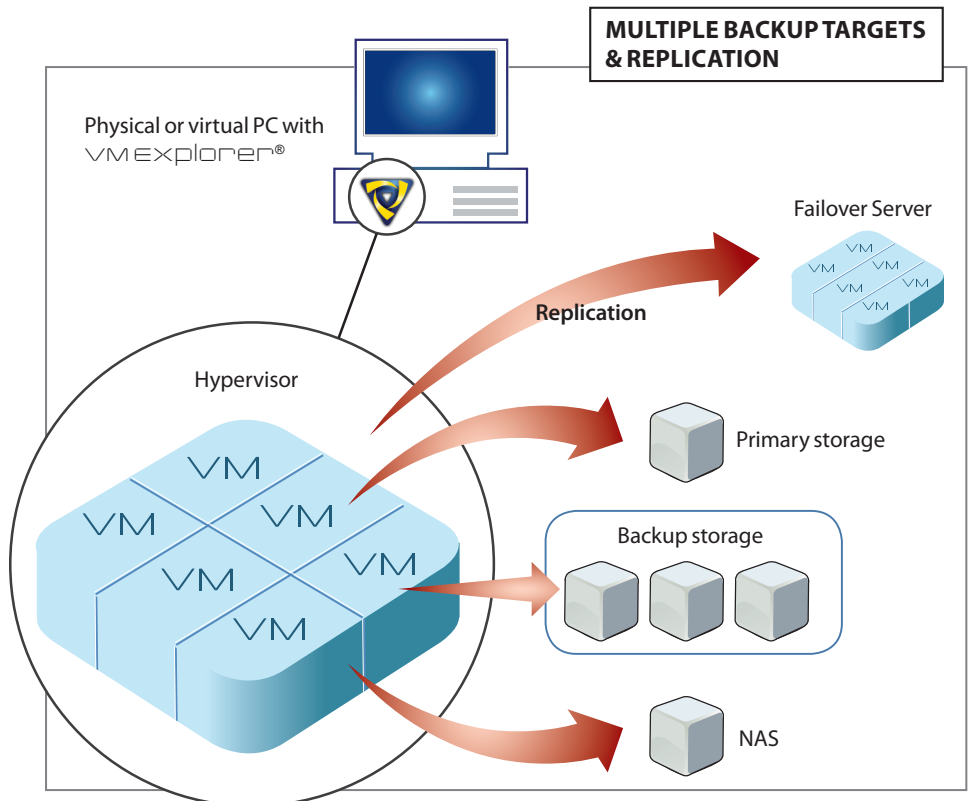 MULTIPLE BACKUP TARGETS
& REPLICATION
Physical or virtual PC with
VM EXplorer®
Failover Server
VM
VM
VM
VM
VM
VM
Replication
Hypervisor
VM
VM
VM
VM
VM
VM
Primary storage
Backup storage
NAS